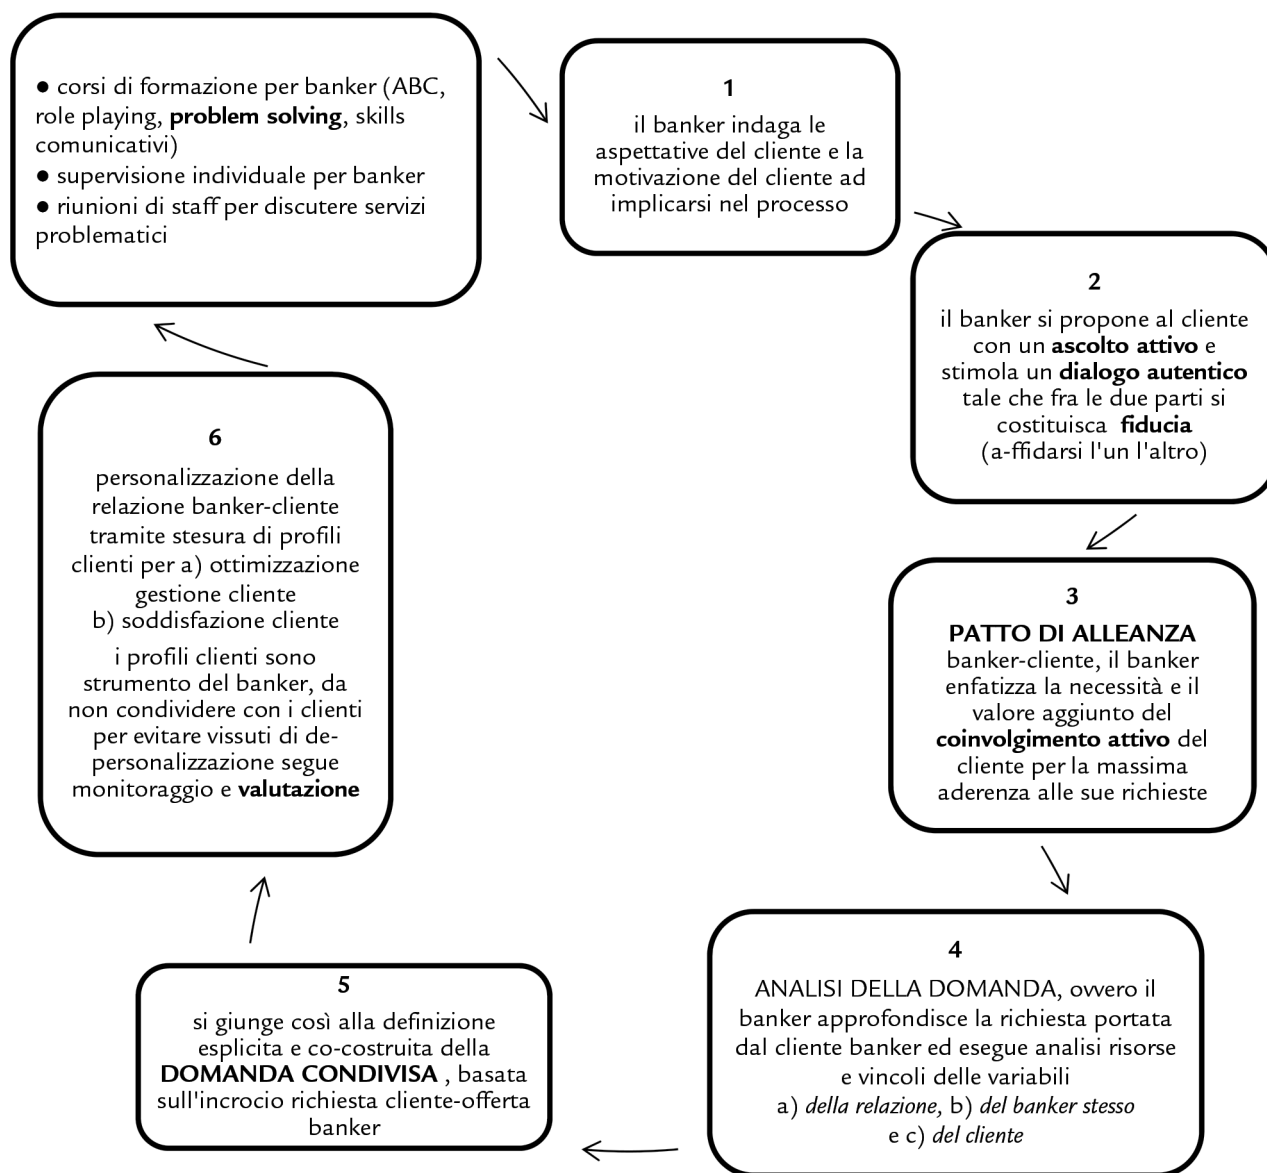 ● corsi di formazione per banker (ABC,
role playing, problem solving, skills
comunicativi)
● supervisione individuale per banker
● riunioni di staff per discutere servizi
problematici
1
il banker indaga le
aspettative del cliente e la
motivazione del cliente ad
implicarsi nel processo
2
il banker si propone al cliente
con un ascolto attivo e
stimola un dialogo autentico
tale che fra le due parti si
costituisca fiducia
(a-ffidarsi l'un l'altro)
3
PATTO DI ALLEANZA
banker-cliente, il banker
enfatizza la necessità e il
valore aggiunto del
coinvolgimento attivo del
cliente per la massima
aderenza alle sue richieste
4
ANALISI DELLA DOMANDA, ovvero il
banker approfondisce la richiesta portata
dal cliente banker ed esegue analisi risorse
e vincoli delle variabili
a) della relazione, b) del banker stesso
e c) del cliente
5
si giunge così alla definizione
esplicita e co-costruita della
DOMANDA CONDIVISA , basata
sull'incrocio richiesta cliente-offerta
banker
6
personalizzazione della
relazione banker-cliente
tramite stesura di profili
clienti per a) ottimizzazione
gestione cliente
b) soddisfazione cliente
i profili clienti sono
strumento del banker, da
non condividere con i clienti
per evitare vissuti di de-
personalizzazione segue
monitoraggio e valutazione